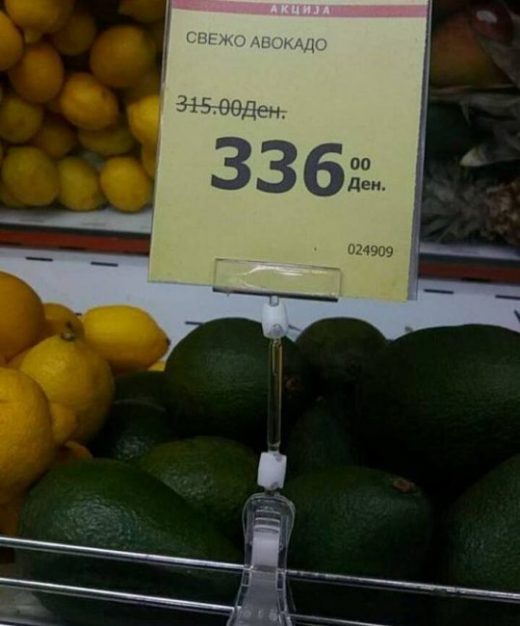 АКЦИЈА
СВЕЖО АВОКАДО
315.00Ден.
336 00 Ден.
024909